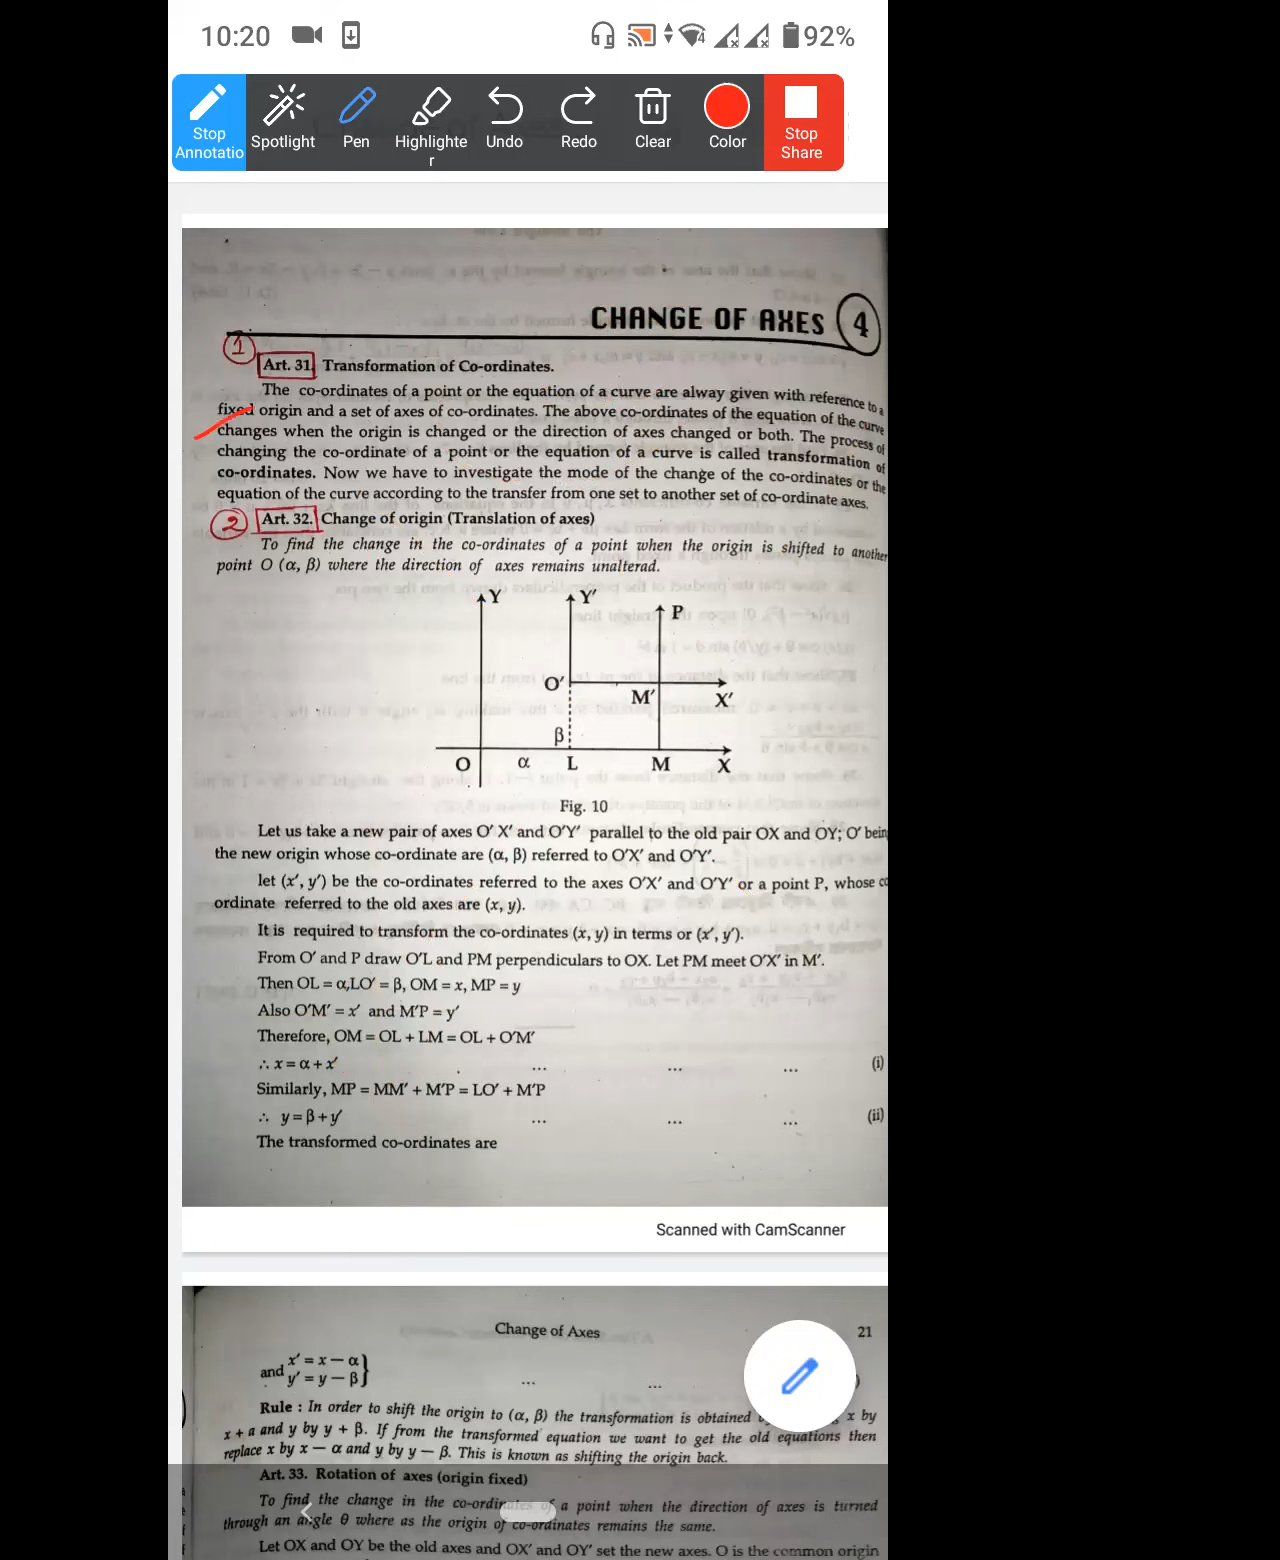 10:20
4
92%
Stop Annotatio
Spotlight
Pen
Highlighte
r
Undo
Redo
Clear
Color
Stop Share
CHANGE OF AXES 4
1
Art. 31. Transformation of Co-ordinates.
The co-ordinates of a point or the equation of a curve are alway given with reference to a
fixed origin and a set of axes of co-ordinates. The above co-ordinates of the equation of the curve
changes when the origin is changed or the direction of axes changed or both. The process of
changing the co-ordinate of a point or the equation of a curve is called transformation of
co-ordinates. Now we have to investigate the mode of the change of the co-ordinates or the
equation of the curve according to the transfer from one set to another set of co-ordinate axes.
2 Art. 32. Change of origin (Translation of axes)
To find the change in the co-ordinates of a point when the origin is shifted to another
point O (α, β) where the direction of axes remains unalterad.
Y Y′ P
O′ M′ X′
β
O α L M X
Fig. 10
Let us take a new pair of axes O′ X′ and O′Y′ parallel to the old pair OX and OY; O′ bein
the new origin whose co-ordinate are (α, β) referred to O′X′ and O′Y′.
let (x′, y′) be the co-ordinates referred to the axes O′X′ and O′Y′ or a point P, whose co
ordinate referred to the old axes are (x, y).
It is required to transform the co-ordinates (x, y) in terms or (x′, y′).
From O′ and P draw O′L and PM perpendiculars to OX. Let PM meet O′X′ in M′.
Then OL = α,LO′ = β, OM = x, MP = y
Also O′M′ = x′ and M′P = y′
Therefore, OM = OL + LM = OL + O′M′
∴ x = α + x′ ... ... ... (i)
Similarly, MP = MM′ + M′P = LO′ + M′P
∴ y = β + y′ ... ... ... (ii)
The transformed co-ordinates are
Scanned with CamScanner
Change of Axes 21
and x′ = x — α
y′ = y — β} ... ...
Rule : In order to shift the origin to (α, β) the transformation is obtained x by
x + a and y by y + β. If from the transformed equation we want to get the old equations then
replace x by x — α and y by y — β. This is known as shifting the origin back.
Art. 33. Rotation of axes (origin fixed)
To find the change in the co-ordinates of a point when the direction of axes is turned
through an angle θ where as the origin of co-ordinates remains the same.
Let OX and OY be the old axes and OX′ and OY′ set the new axes. O is the common origin